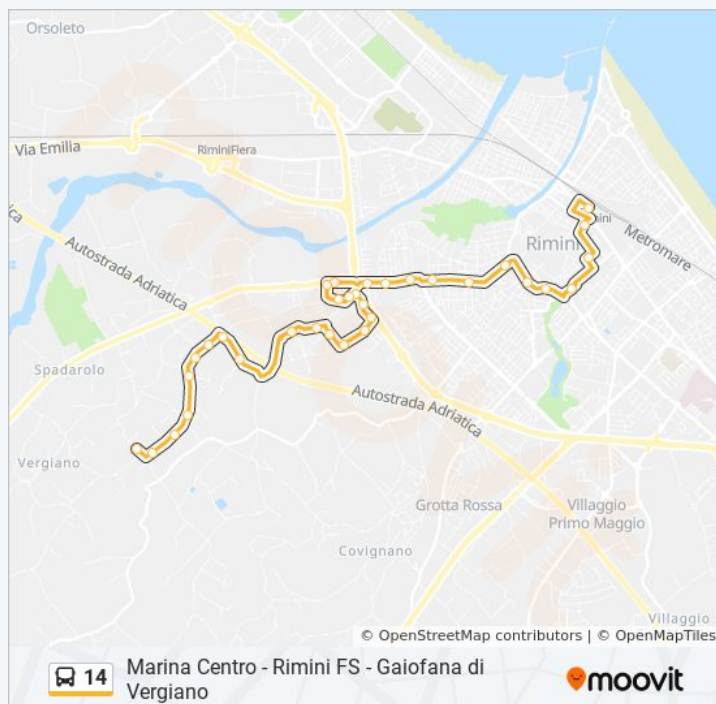 Orsoleto
Via Emilia
RiminiFiera
Autostrada Adriatica
Rimini
Metromare
Spadarolo
Autostrada Adriatica
Vergiano
Grotta Rossa
Villaggio
Primo Maggio
Covignano
Villaggio
© OpenStreetMap contributors | © OpenMapTiles
14
Marina Centro - Rimini FS - Gaiofana di
Vergiano
moovit